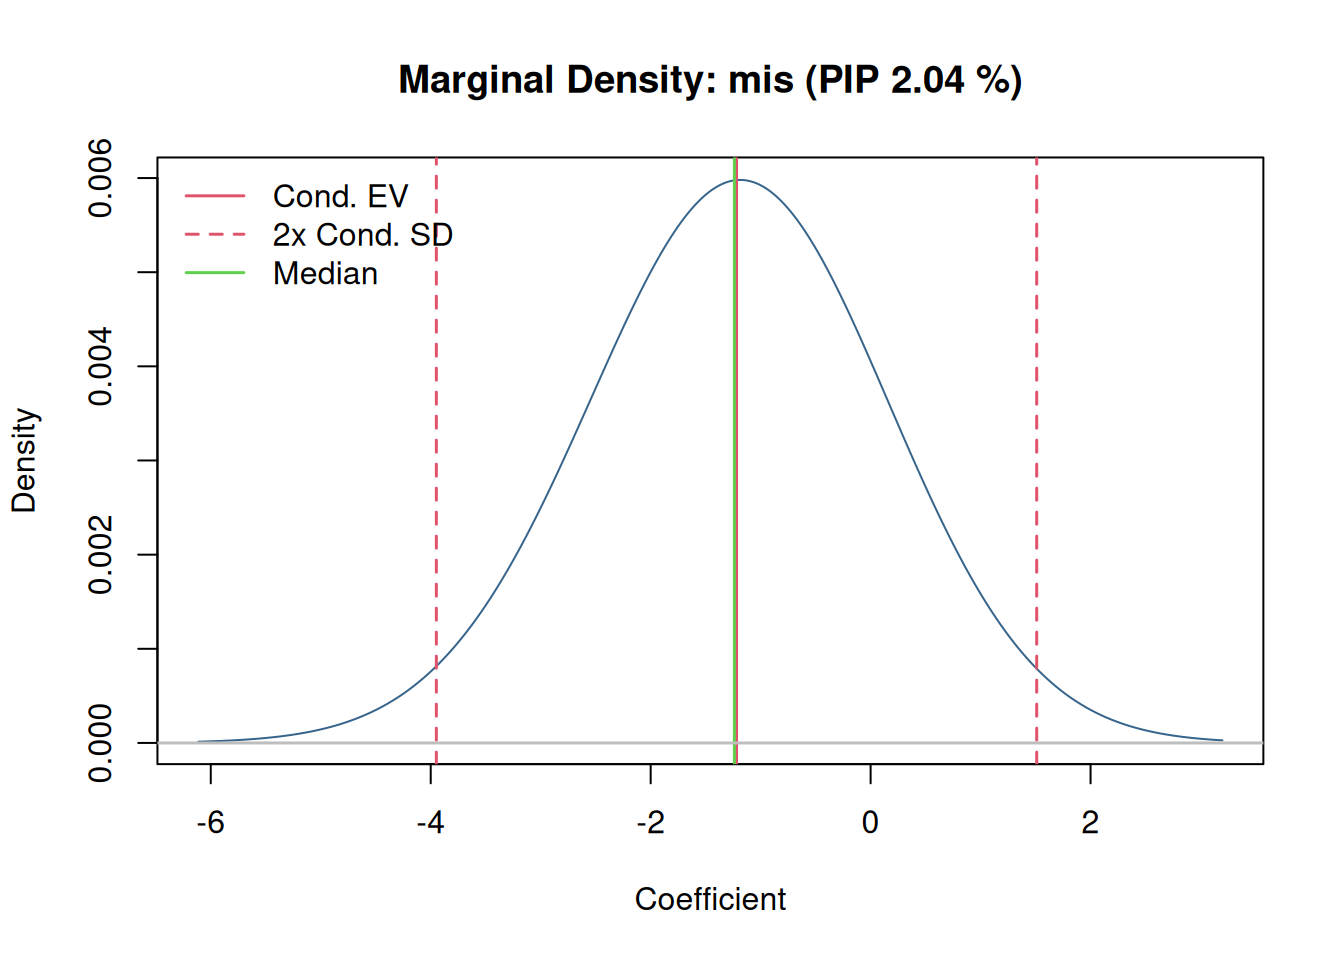 Marginal Density: mis (PIP 2.04 %)
Cond. EV
2x Cond. SD
Median
Density
0.006
0.004
0.002
0.000
-6 -4 -2 0 2
Coefficient